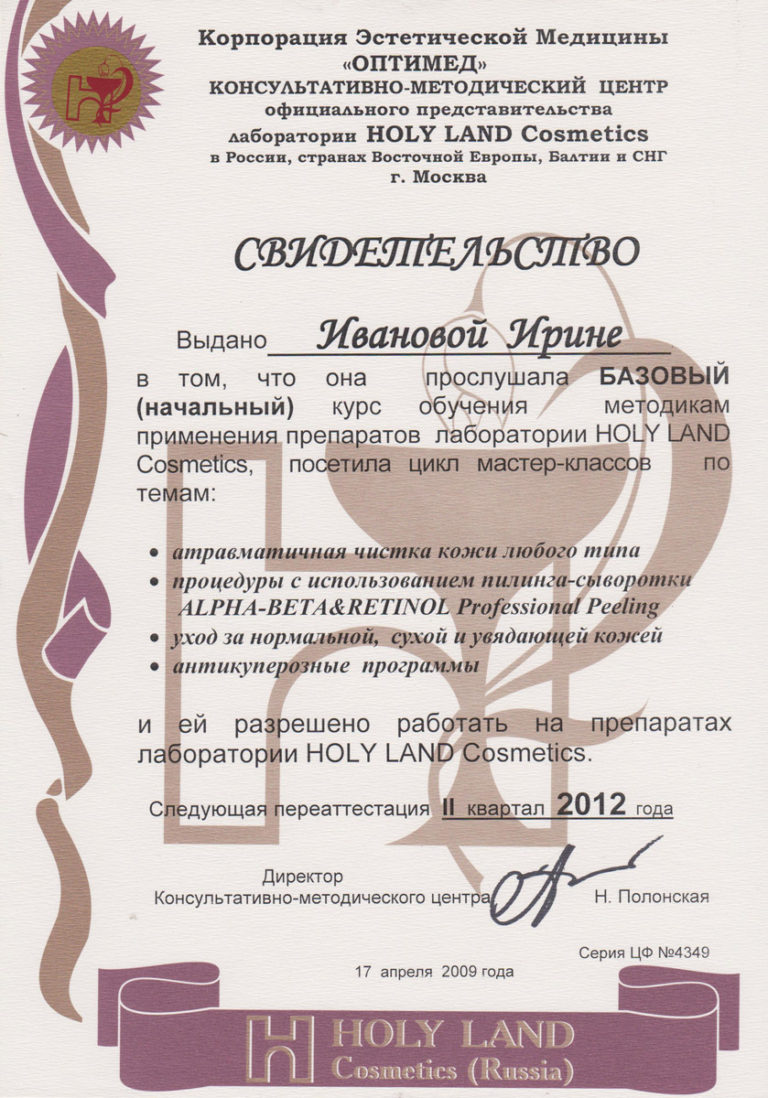 Корпорация Эстетической Медицины
«ОПТИМЕД»
КОНСУЛЬТАТИВНО-МЕТОДИЧЕСКИЙ ЦЕНТР
официального представительства
лаборатории HOLY LAND Cosmetics
в России, странах Восточной Европы, Балтии и СНГ
г. Москва
СВИДЕТЕЛЬСТВО
Выдано Ивановой Ирине
в том, что она прослушала БАЗОВЫЙ
(начальный) курс обучения методикам
применения препаратов лаборатории HOLY LAND
Cosmetics, посетила цикл мастер-классов по
темам:
• атравматичная чистка кожи любого типа
• процедуры с использованием пилинга-сыворотки
ALPHA-BETA&RETINOL Professional Peeling
• уход за нормальной, сухой и увядающей кожей
• антикуперозные программы
и ей разрешено работать на препаратах
лаборатории HOLY LAND Cosmetics.
Следующая переаттестация II квартал 2012 года
Директор
Консультативно-методического центра Н. Полонская
Серия ЦФ №4349
17 апреля 2009 года
HOLY LAND
Cosmetics (Russia)